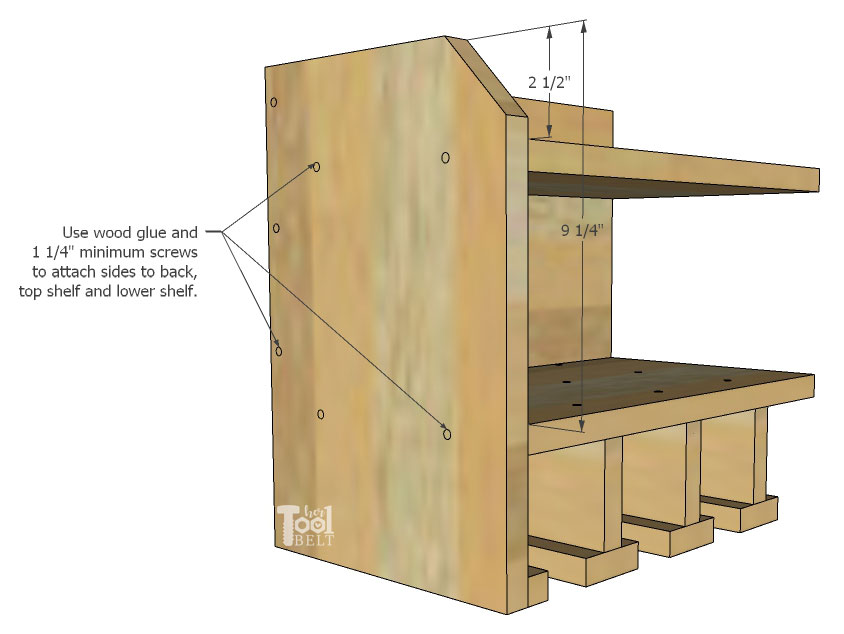 2 1/2"
9 1/4"
Use wood glue and
1 1/4" minimum screws
to attach sides to back,
top shelf and lower shelf.
her
Tool
BELT